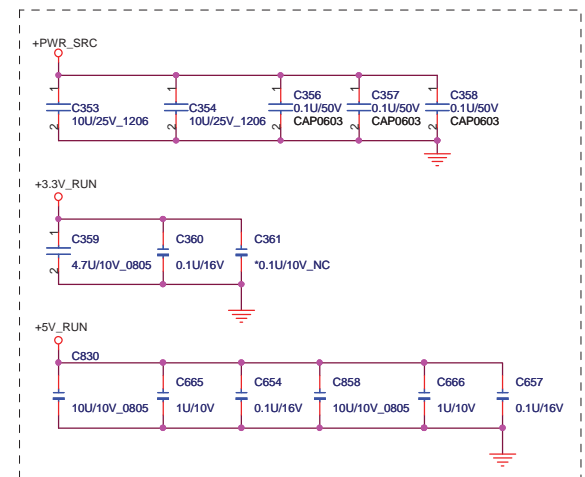 +PWR_SRC
1 1 1 1 1
C353 C354 C356 C357 C358
10U/25V_1206 10U/25V_1206 0.1U/50V 0.1U/50V 0.1U/50V
CAP0603 CAP0603 CAP0603
2 2 2 2 2
+3.3V_RUN
1
C359 C360 C361
4.7U/10V_0805 0.1U/16V *0.1U/10V_NC
2
+5V_RUN
C830
C665 C654 C858 C666 C657
10U/10V_0805 1U/10V 0.1U/16V 10U/10V_0805 1U/10V 0.1U/16V